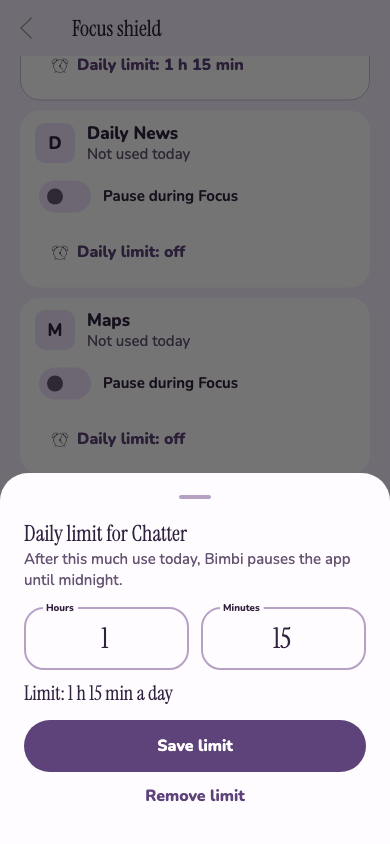 Focus shield
Daily limit: 1 h 15 min
D
Daily News
Not used today
Pause during Focus
Daily limit: off
M
Maps
Not used today
Pause during Focus
Daily limit: off
Daily limit for Chatter
After this much use today, Bimbi pauses the app
until midnight.
Hours
Minutes
1
15
Limit: 1 h 15 min a day
Save limit
Remove limit